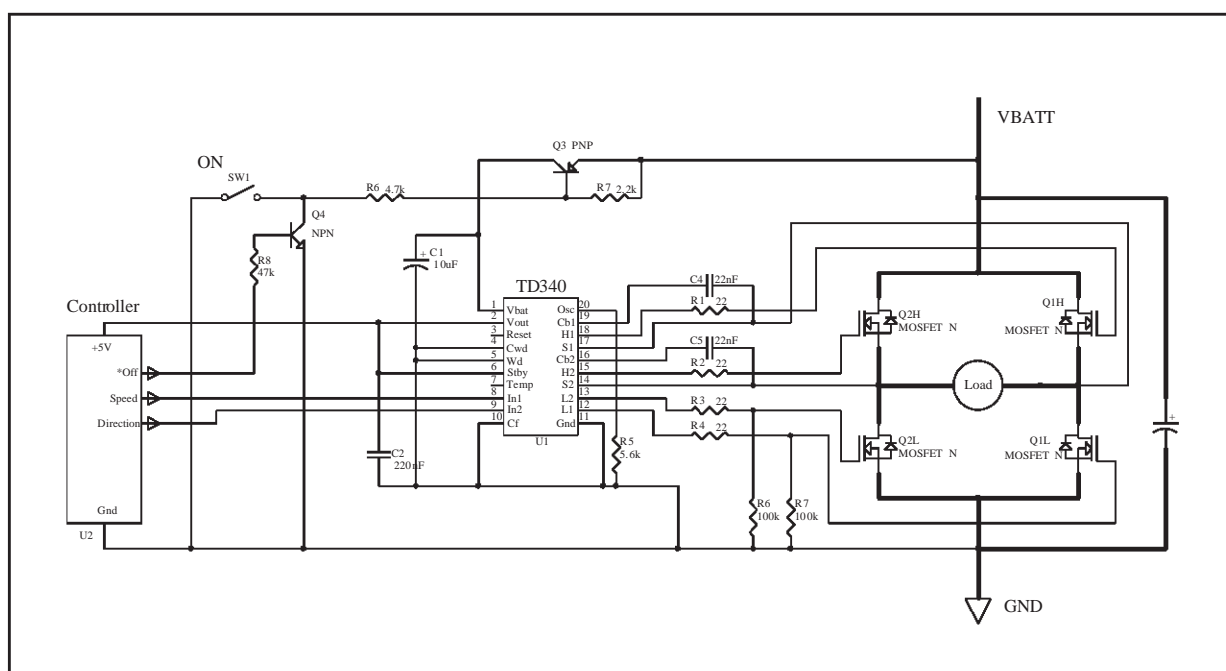 VBATT
Q3 PNP
ON
SW1
R6 4.7k
R7 2.2k
Q4
NPN
R8
47k
C1
10uF
+
TD340
C4 22nF
R1 22
Controller
+5V
*Off
Speed
Direction
Gnd
U2
1 Vbat
2 Vout
3 Reset
4 Cwd
5 Wd
6 Stby
7 Temp
8 In1
9 In2
10 Cf
Osc 20
Cb1 19
H1 18
S1 17
Cb2 16
H2 15
S2 14
L2 13
L1 12
Gnd 11
U1
C5 22nF
R2 22
R3 22
R4 22
C2
220nF
R5
5.6k
R6
100k
R7
100k
Q2H
MOSFET N
Q1H
MOSFET N
Load
Q2L
MOSFET N
Q1L
MOSFET N
+
GND